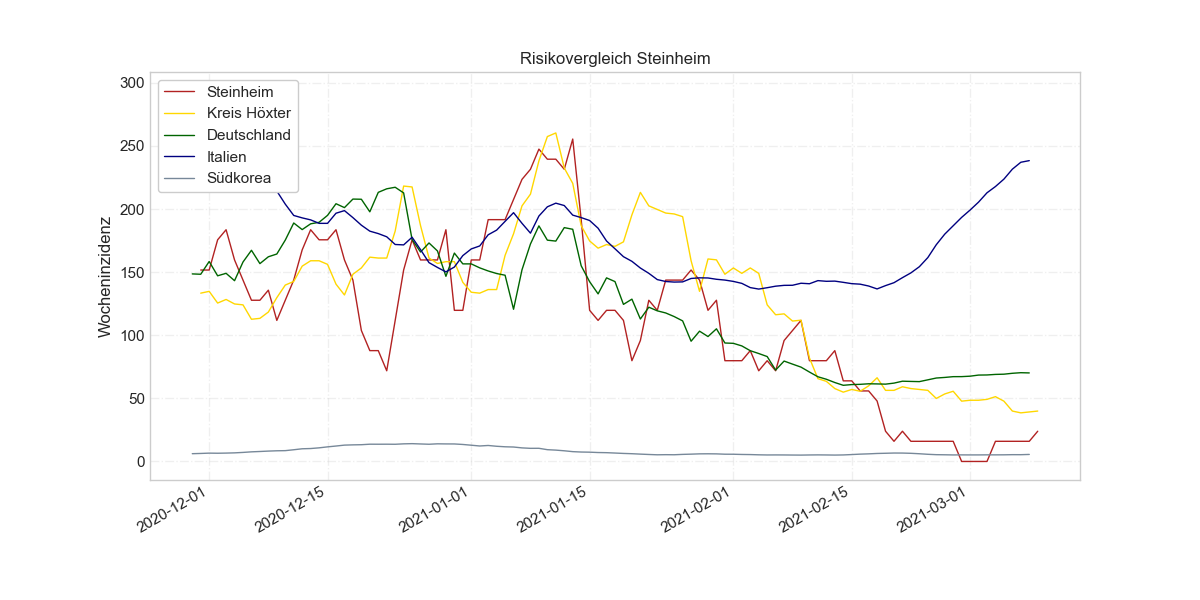 Risikovergleich Steinheim
Wocheninzidenz
300
250
200
150
100
50
0
Steinheim
Kreis Höxter
Deutschland
Italien
Südkorea
2020-12-01
2020-12-15
2021-01-01
2021-01-15
2021-02-01
2021-02-15
2021-03-01